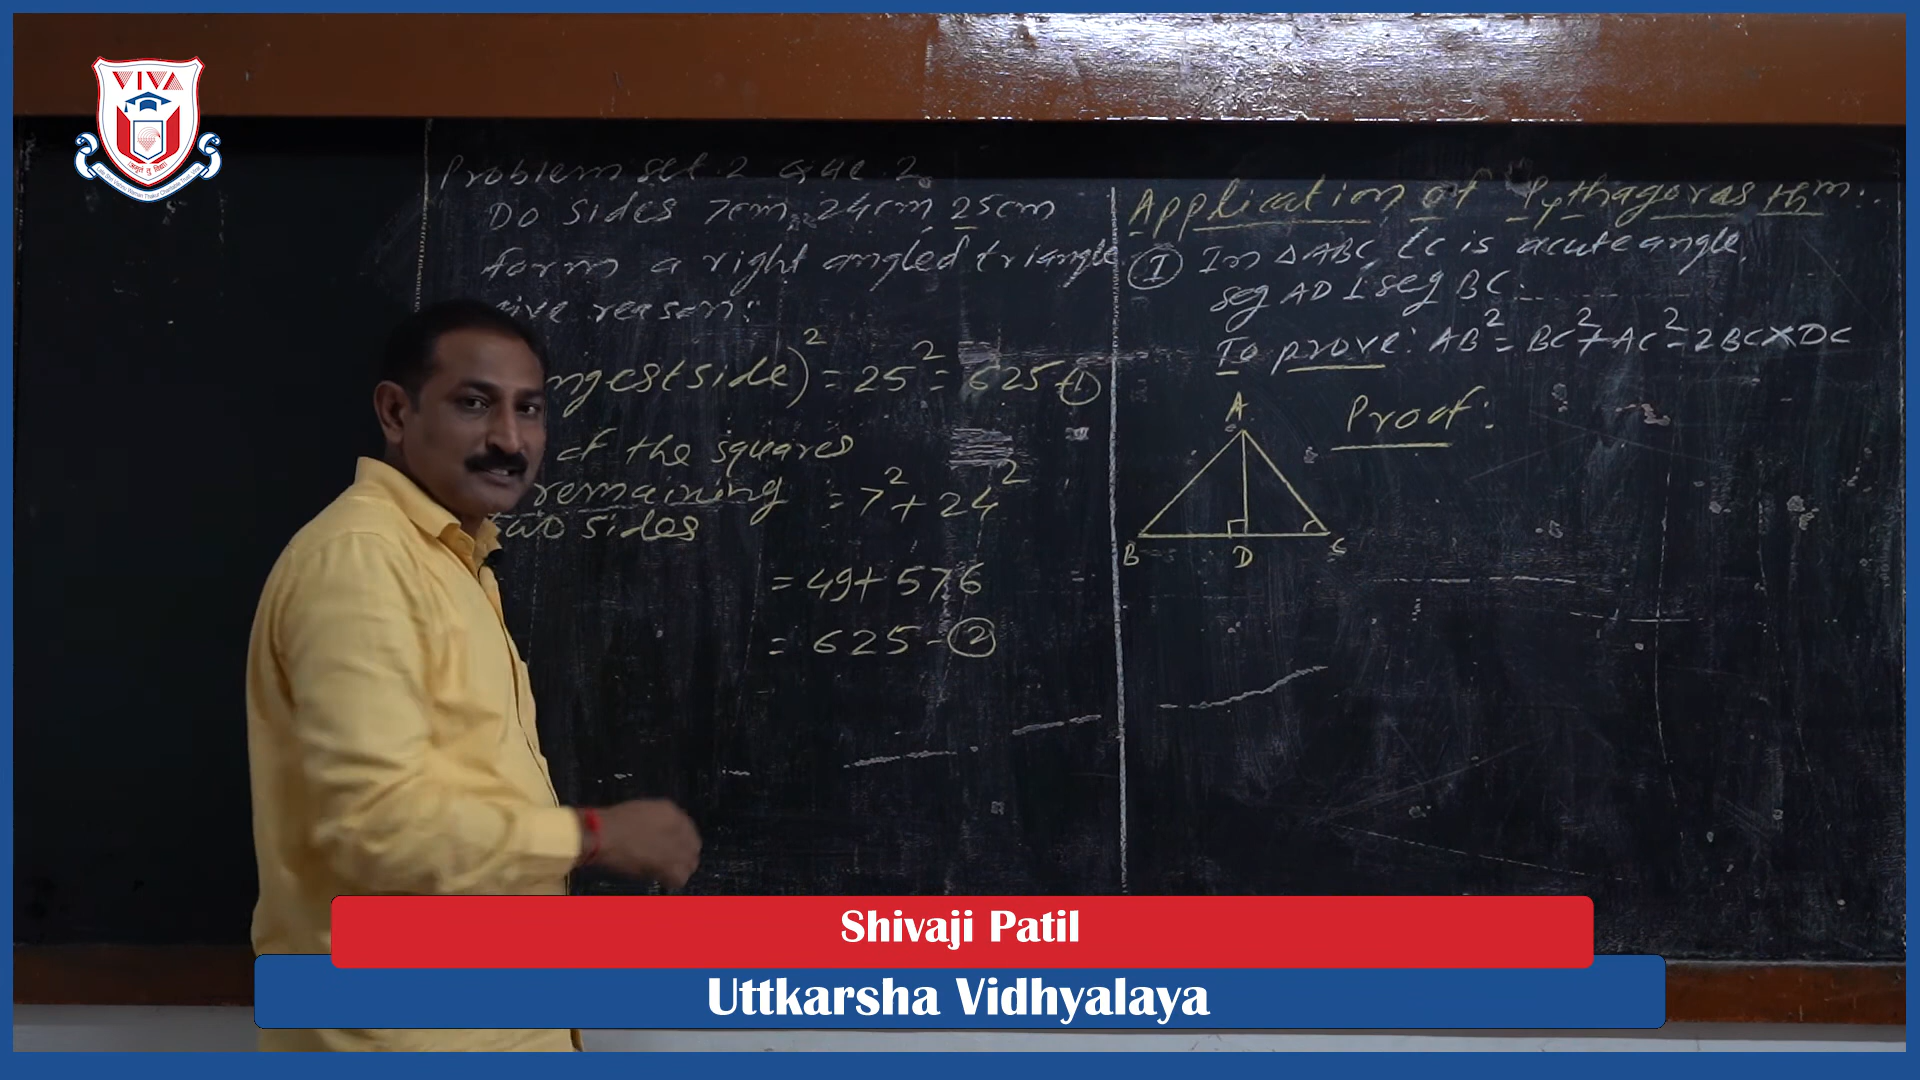 VIVA
Problem set 2 que. 2
Do sides 7cm, 24cm, 25cm
form a right angled triangle
give reason:
ngest side)² = 25² = 625 - ①
of the squares
remaining = 7² + 24²
two sides
= 49 + 576
= 625 - ②
Application of Pythagoras thm:.
Ⓘ In △ABC, ∠C is acute angle,
seg AD ⊥ seg BC.
To prove: AB² = BC² + AC² - 2BC × DC
Proof:
A
B D C
Shivaji Patil
Uttkarsha Vidhyalaya